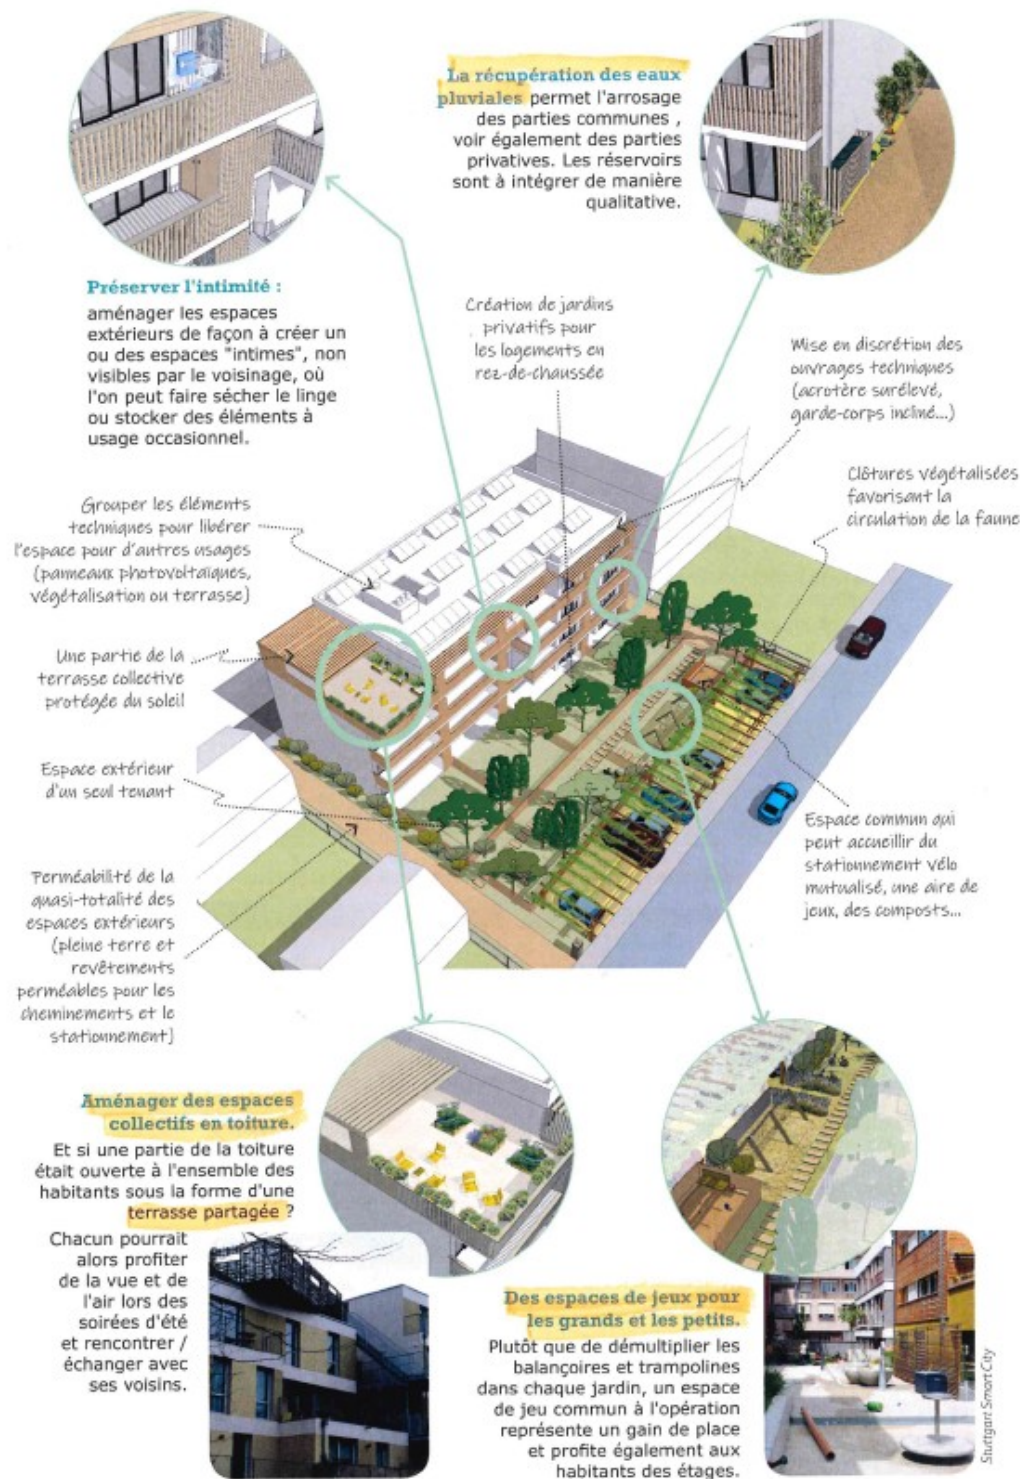 La récupération des eaux
pluviales permet l'arrosage
des parties communes ,
voir également des parties
privatives. Les réservoirs
sont à intégrer de manière
qualitative.
Préserver l'intimité :
aménager les espaces
extérieurs de façon à créer un
ou des espaces "intimes", non
visibles par le voisinage, où
l'on peut faire sécher le linge
ou stocker des éléments à
usage occasionnel.
Création de jardins
privatifs pour
les logements en
rez-de-chaussée
Mise en discrétion des
ouvrages techniques
(acrotère surélevé,
garde-corps incliné...)
Clôtures végétalisées
favorisant la
circulation de la faune
Grouper les éléments
techniques pour libérer
l'espace pour d'autres usages
(panneaux photovoltaïques,
végétalisation ou terrasse)
Une partie de la
terrasse collective
protégée du soleil
Espace extérieur
d'un seul tenant
Perméabilité de la
quasi-totalité des
espaces extérieurs
(pleine terre et
revêtements
perméables pour les
cheminements et le
stationnement)
Espace commun qui
peut accueillir du
stationnement vélo
mutualisé, une aire de
jeux, des composts...
Aménager des espaces
collectifs en toiture.
Et si une partie de la toiture
était ouverte à l'ensemble des
habitants sous la forme d'une
terrasse partagée ?
Chacun pourrait
alors profiter
de la vue et de
l'air lors des
soirées d'été
et rencontrer /
échanger avec
ses voisins.
Des espaces de jeux pour
les grands et les petits.
Plutôt que de démultiplier les
balançoires et trampolines
dans chaque jardin, un espace
de jeu commun à l'opération
représente un gain de place
et profite également aux
habitants des étages.
Stuttgart Smart City